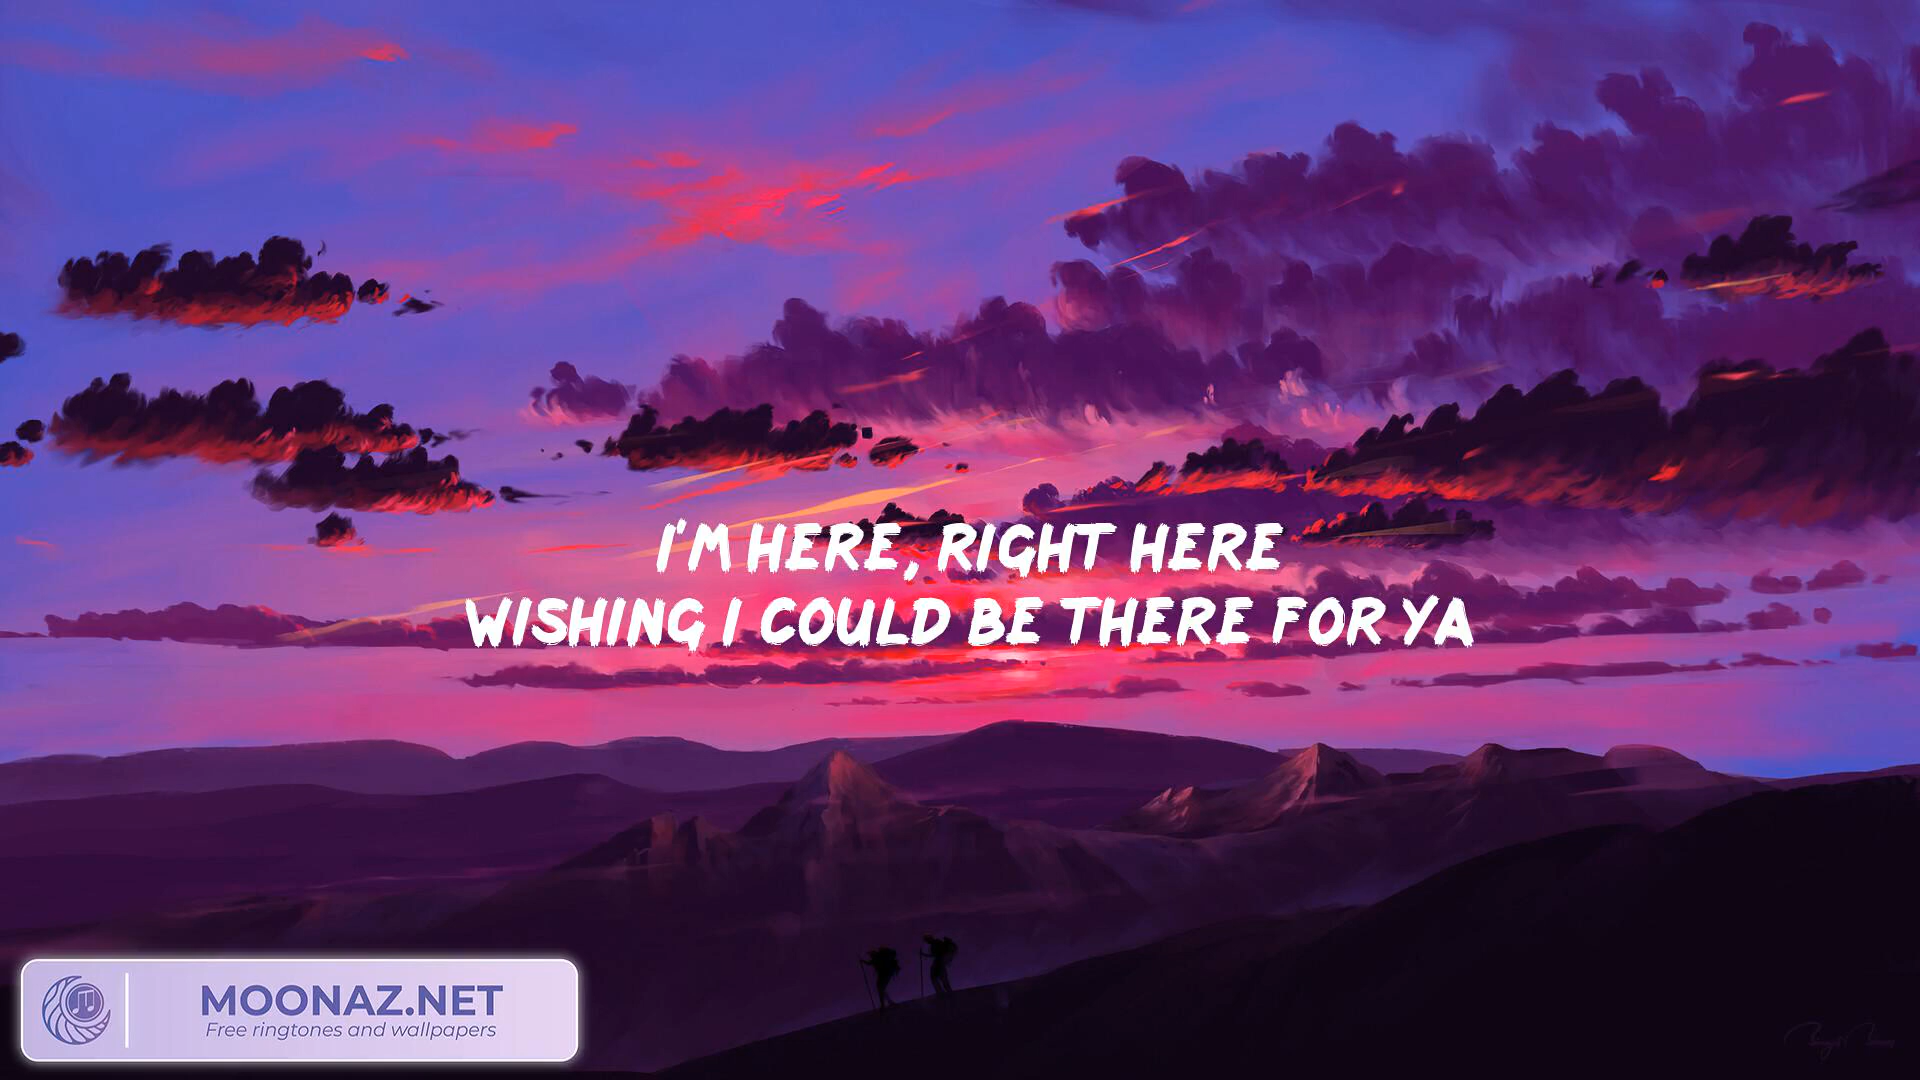 I'M HERE, RIGHT HERE
WISHING I COULD BE THERE FOR YA
MOONAZ.NET
Free ringtones and wallpapers